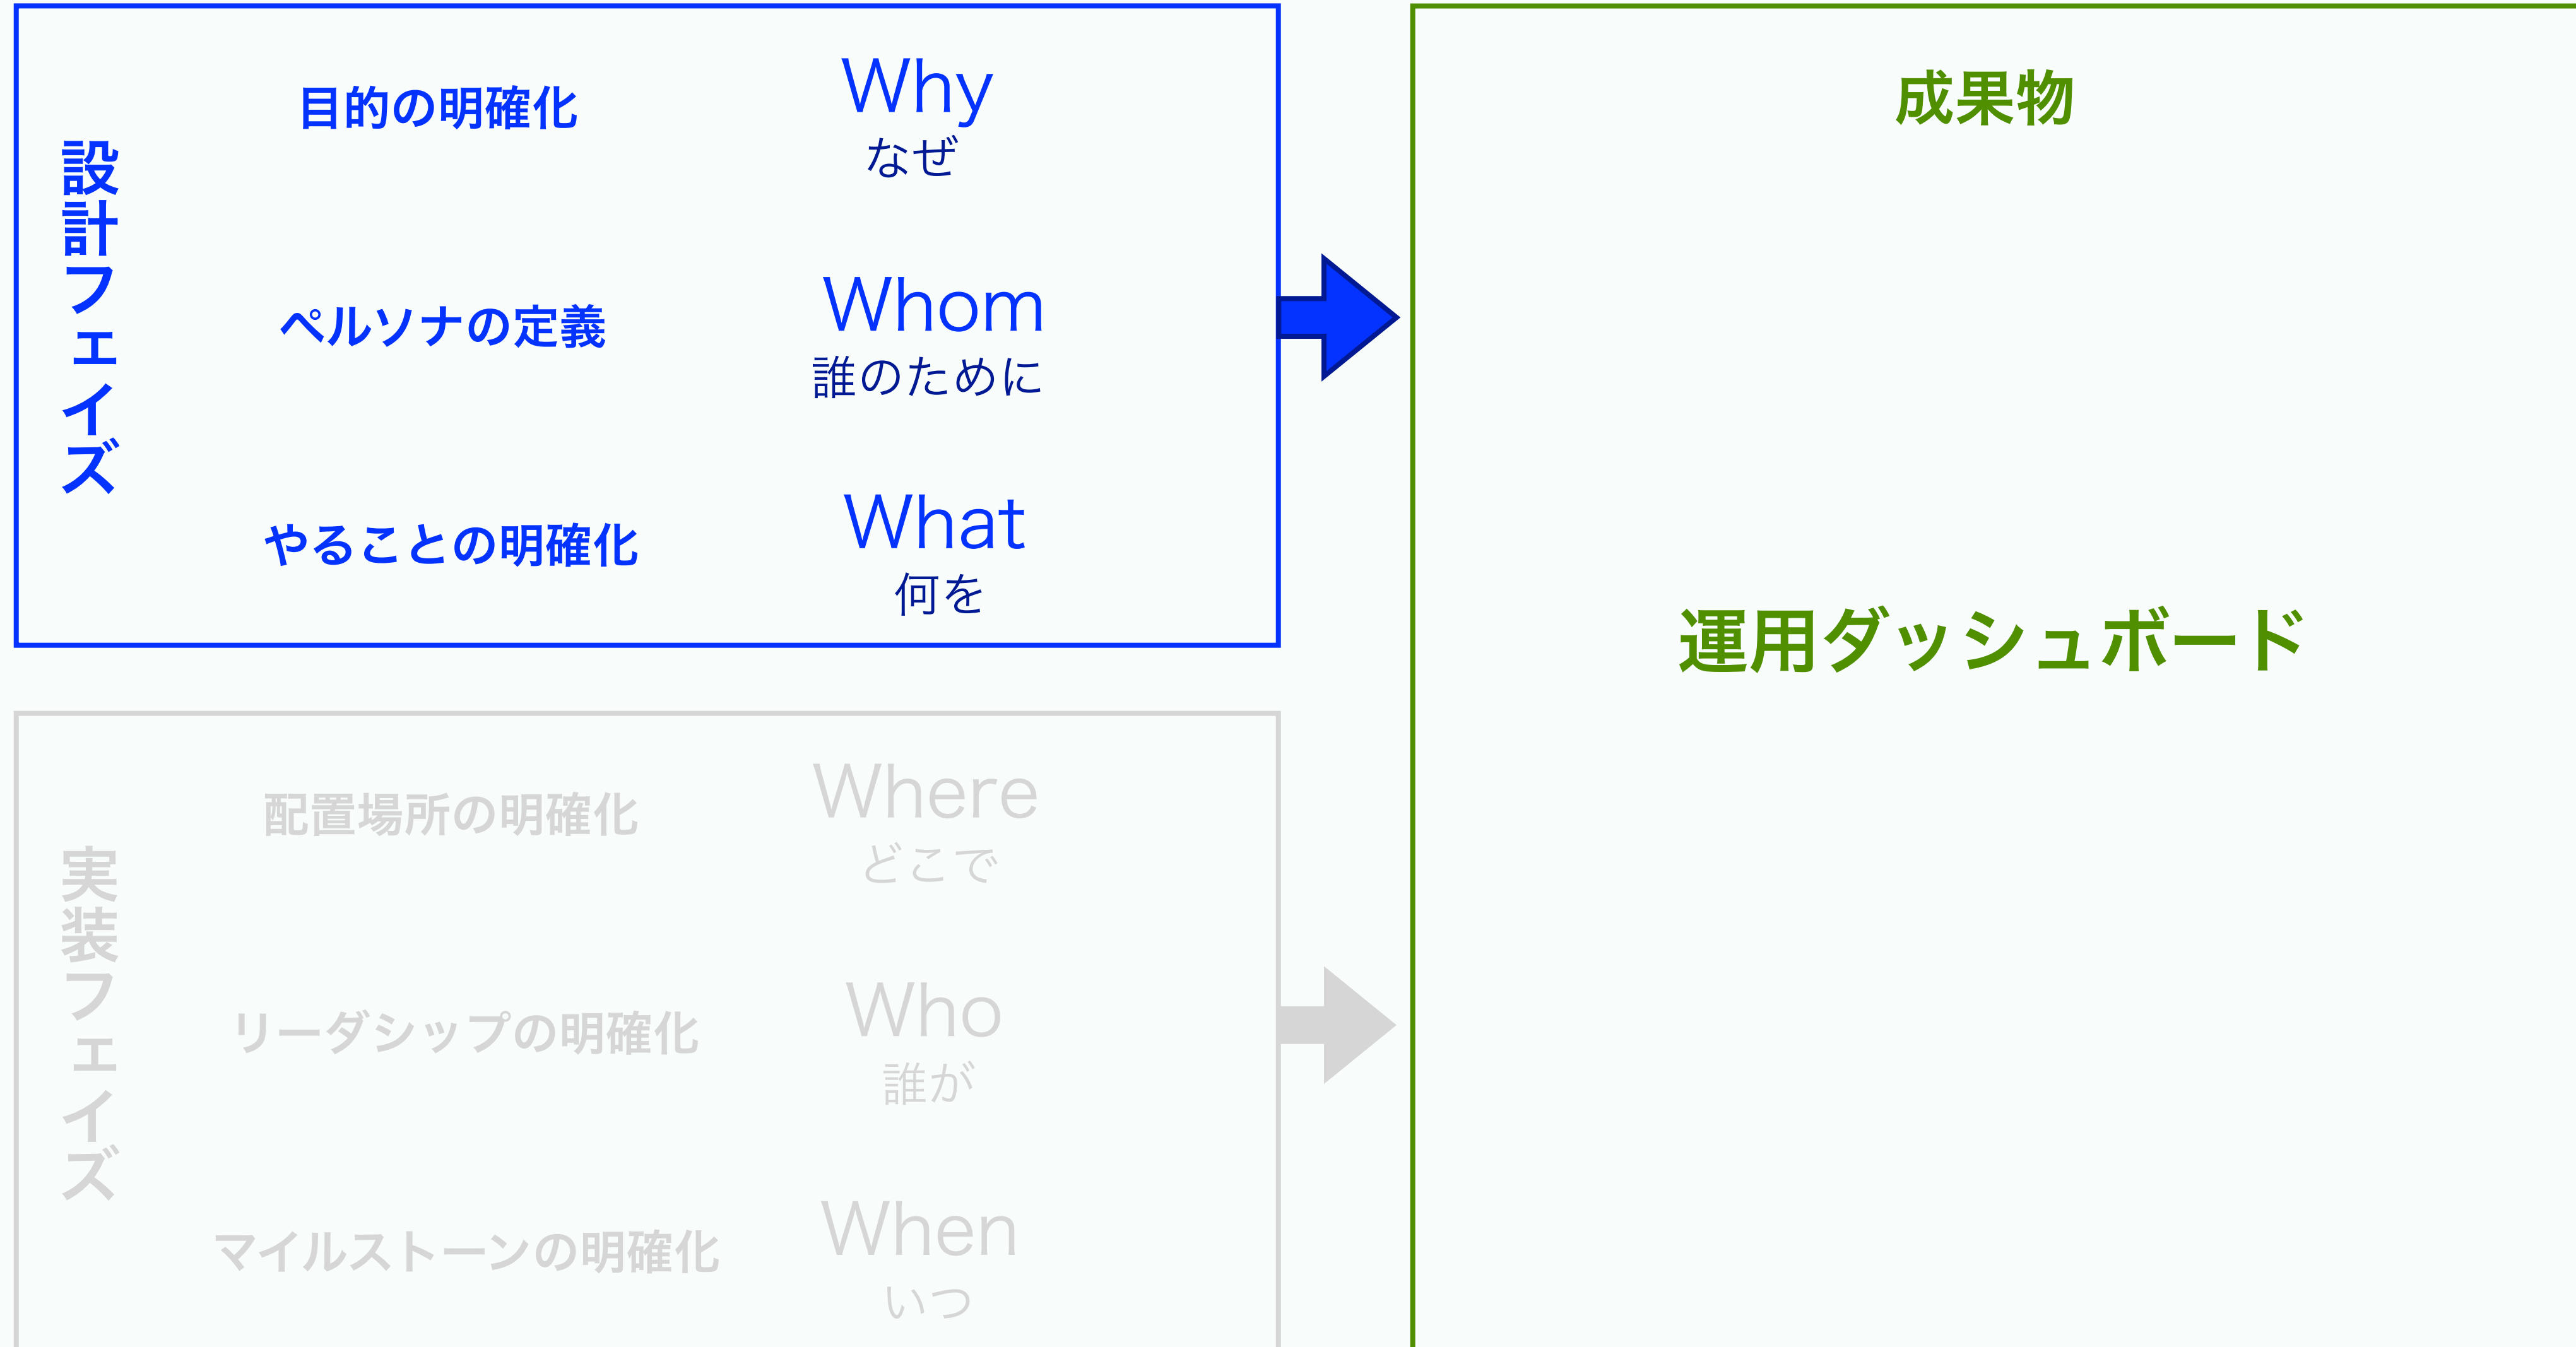 設計フェイズ
目的の明確化
Why
なぜ
ペルソナの定義
Whom
誰のために
やることの明確化
What
何を
実装フェイズ
配置場所の明確化
Where
どこで
リーダシップの明確化
Who
誰が
マイルストーンの明確化
When
いつ
成果物
運用ダッシュボード